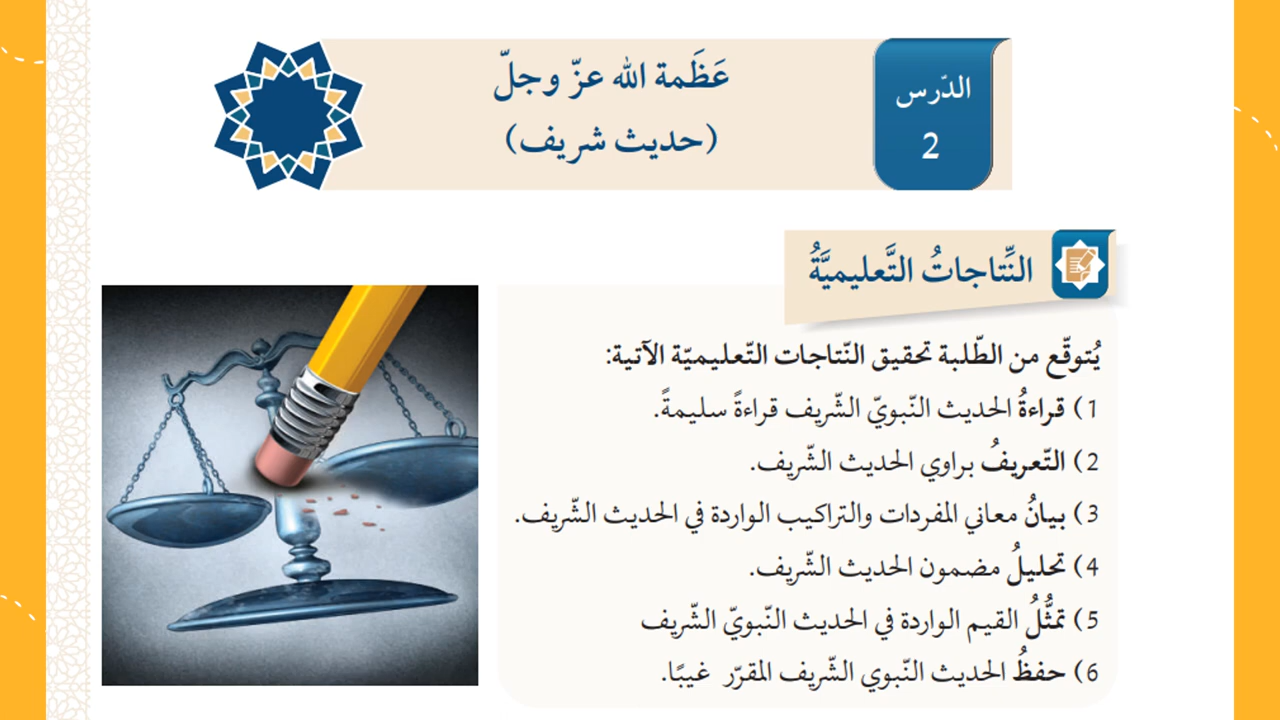 الدّرس
2
عَظَمة الله عزّ وجلّ
(حديث شريف)
النِّتاجاتُ التَّعليميَّةُ
يُتوقّع من الطّلبة تحقيق النّتاجات التّعليميّة الآتية:
1) قراءةُ الحديث النّبويّ الشّريف قراءةً سليمةً.
2) التّعريفُ براوي الحديث الشّريف.
3) بيانُ معاني المفردات والتراكيب الواردة في الحديث الشّريف.
4) تحليلُ مضمون الحديث الشّريف.
5) تمثُّلُ القيم الواردة في الحديث النّبويّ الشّريف
6) حفظُ الحديث النّبوي الشّريف المقرّر غيبًا.